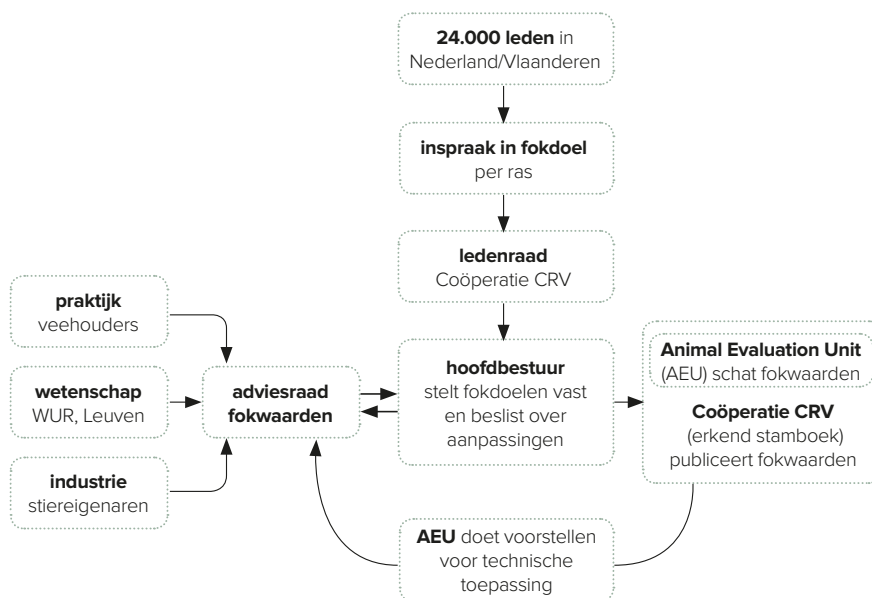 24.000 leden in
Nederland/Vlaanderen
inspraak in fokdoel
per ras
ledenraad
Coöperatie CRV
praktijk
veehouders
wetenschap
WUR, Leuven
industrie
stiereigenaren
adviesraad
fokwaarden
hoofdbestuur
stelt fokdoelen vast
en beslist over
aanpassingen
Animal Evaluation Unit
(AEU) schat fokwaarden
Coöperatie CRV
(erkend stamboek)
publiceert fokwaarden
AEU doet voorstellen
voor technische
toepassing